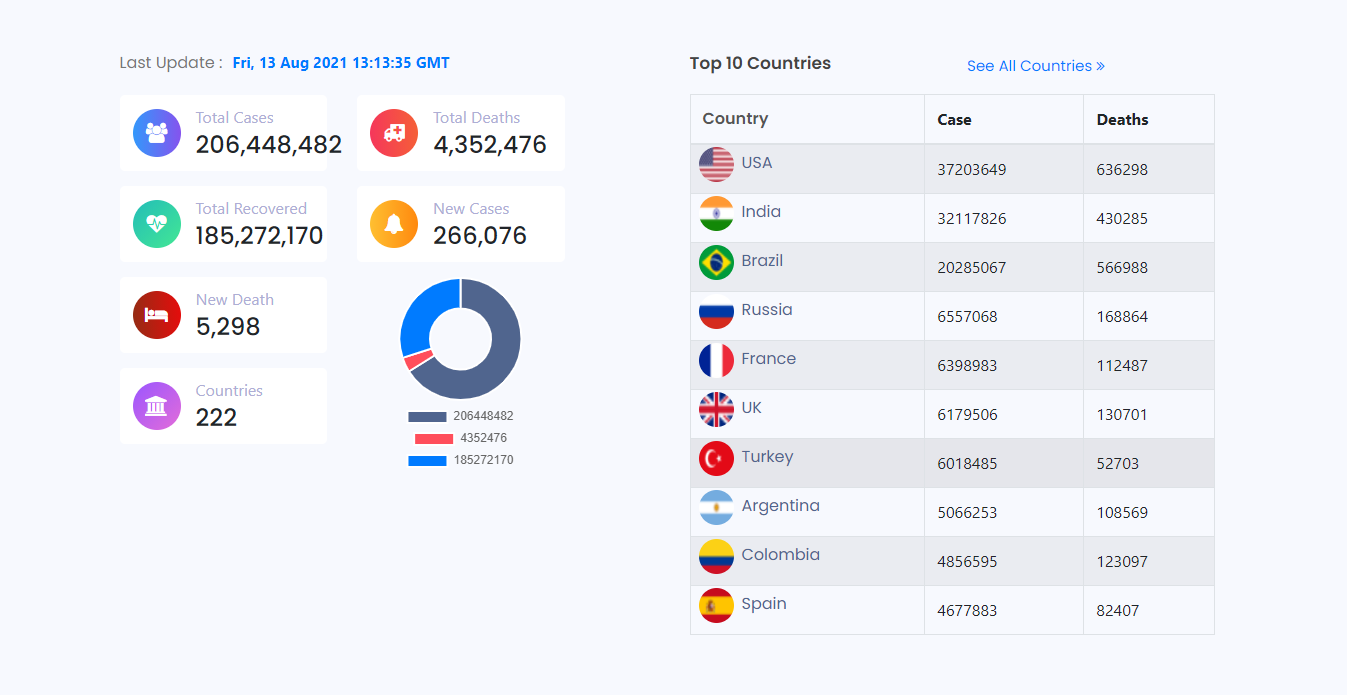 Last Update : Fri, 13 Aug 2021 13:13:35 GMT
Total Cases
206,448,482
Total Deaths
4,352,476
Total Recovered
185,272,170
New Cases
266,076
New Death
5,298
Countries
222
206448482
4352476
185272170
Top 10 Countries
See All Countries »
Country Case Deaths
USA 37203649 636298
India 32117826 430285
Brazil 20285067 566988
Russia 6557068 168864
France 6398983 112487
UK 6179506 130701
Turkey 6018485 52703
Argentina 5066253 108569
Colombia 4856595 123097
Spain 4677883 82407